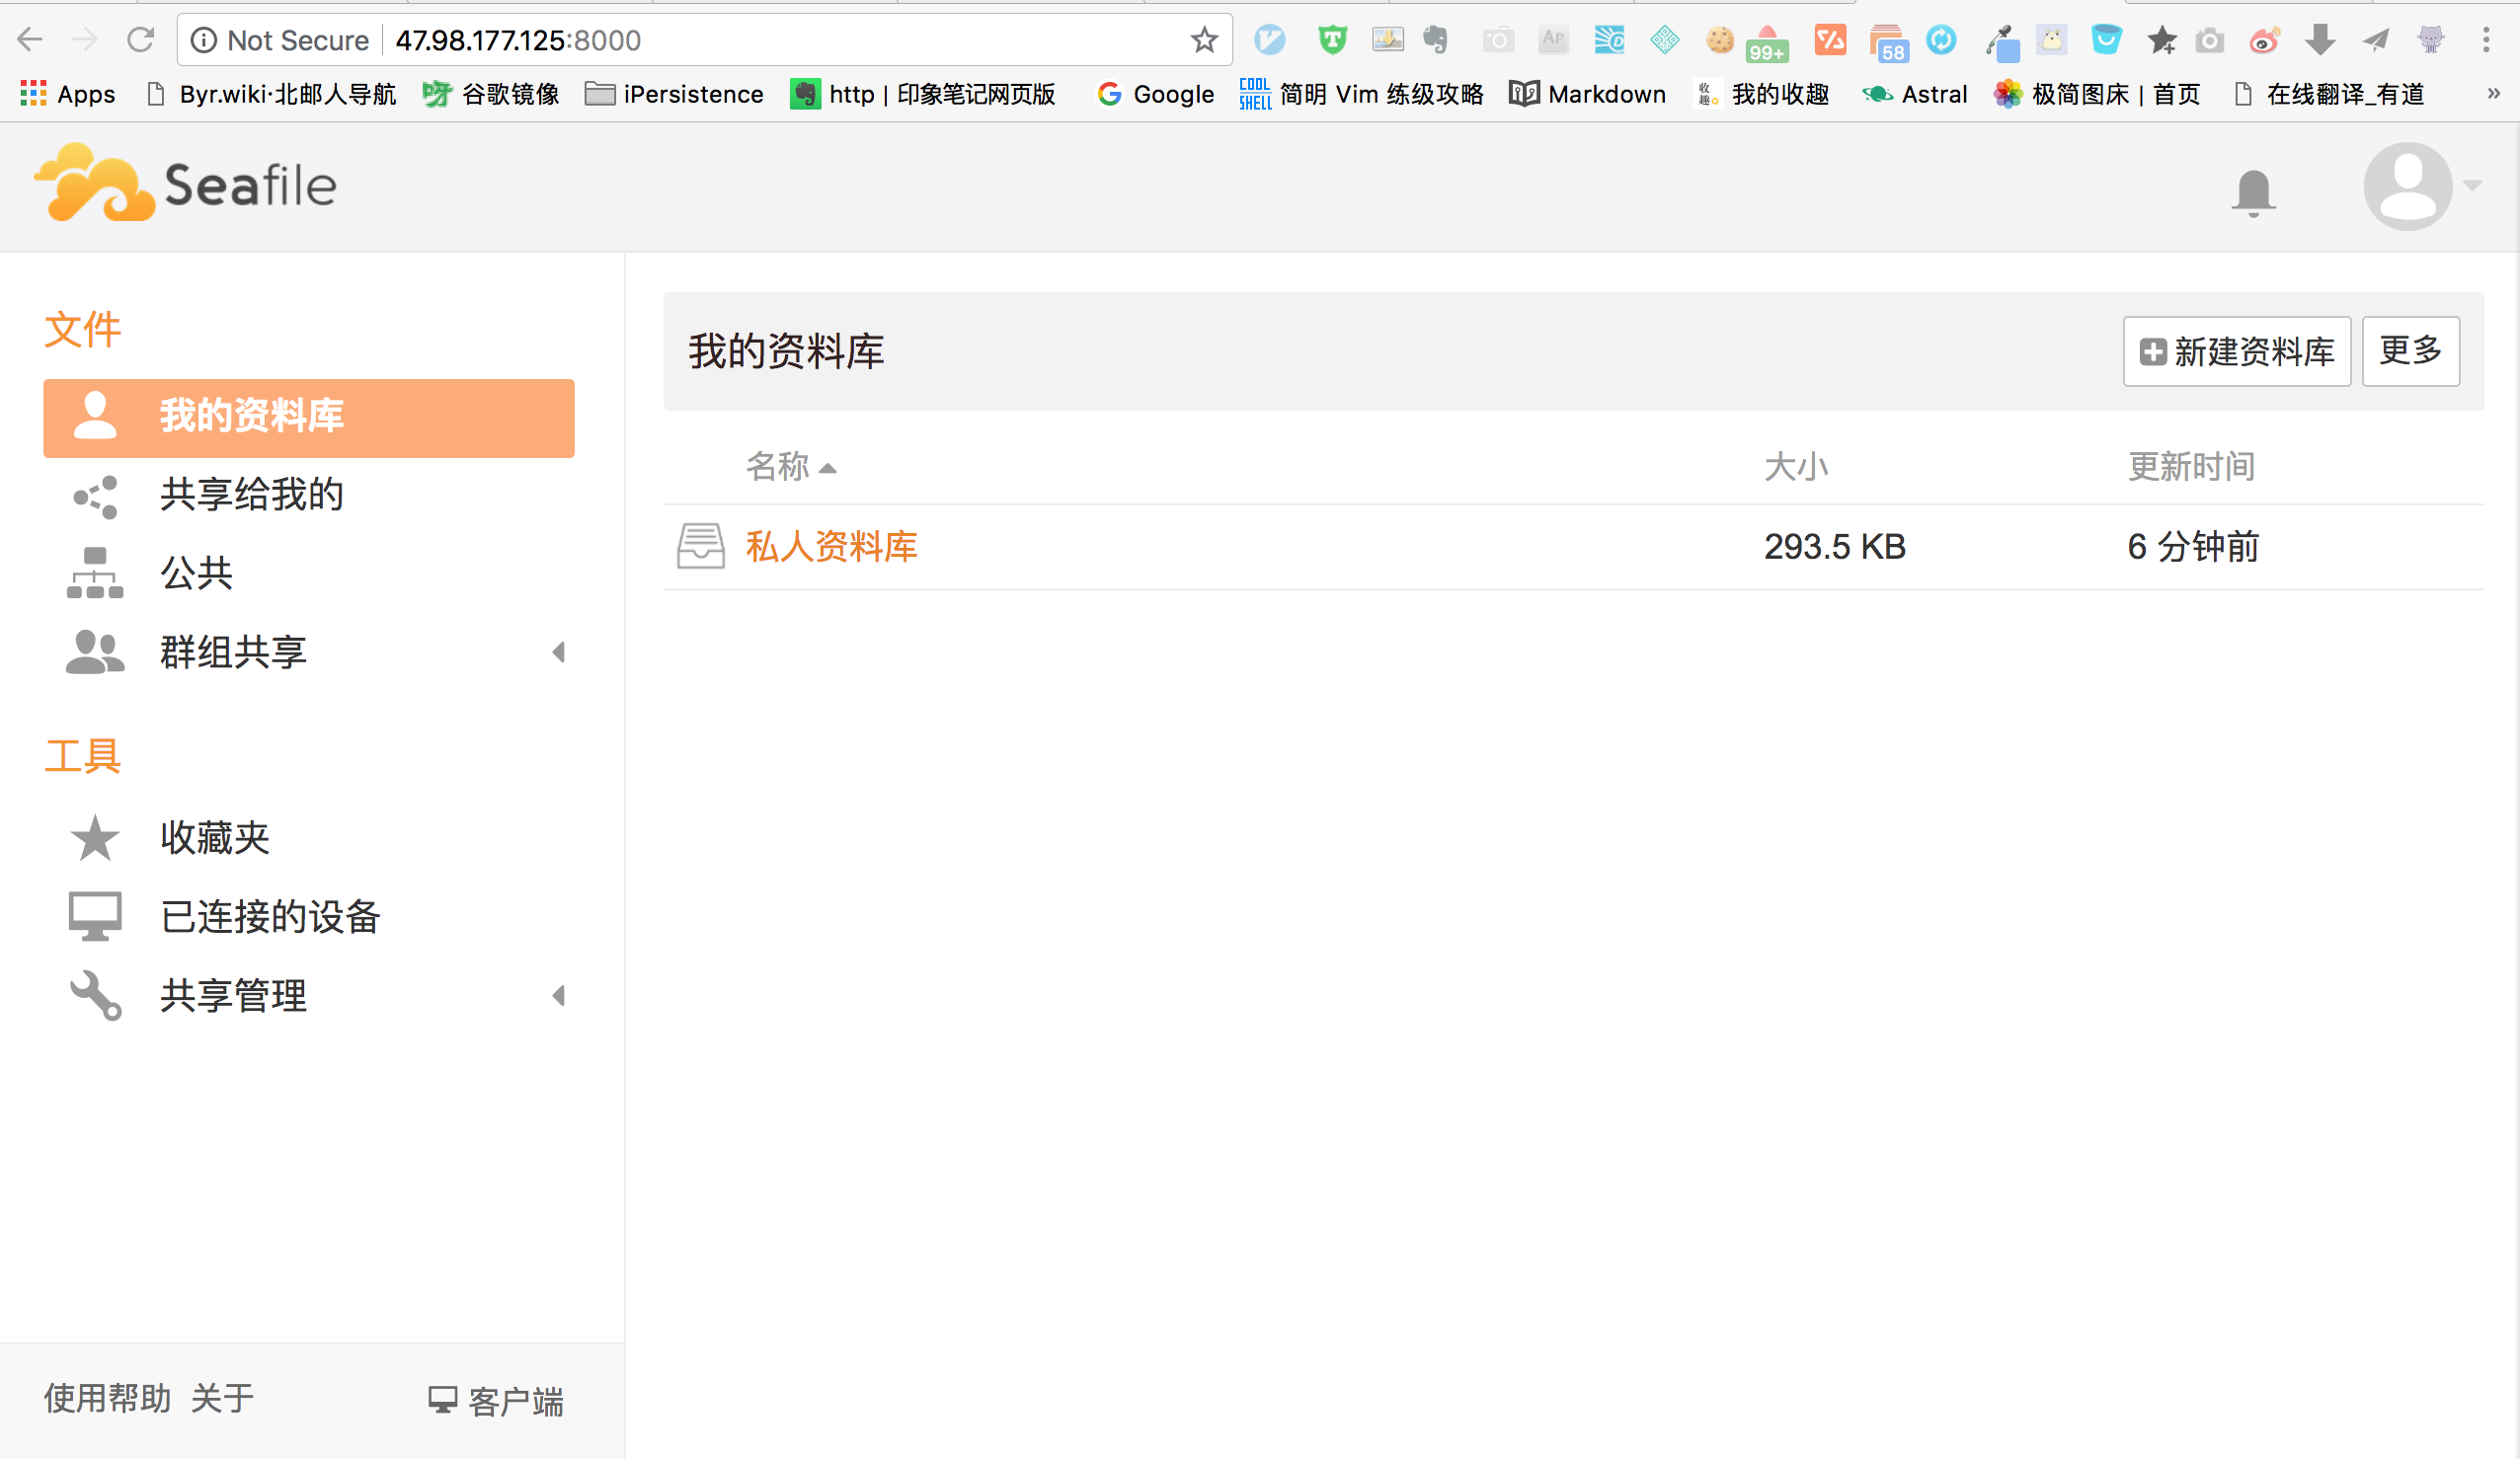 Not Secure 47.98.177.125:8000 AP 99+ 58
Apps Byr.wiki·北邮人导航 呀 谷歌镜像 iPersistence http | 印象笔记网页版 Google COOL SHELL 简明 Vim 练级攻略 Markdown 收趣 我的收趣 Astral 极简图床 | 首页 在线翻译_有道 »
Seafile
文件
我的资料库 新建资料库 更多
我的资料库
名称 大小 更新时间
共享给我的
私人资料库 293.5 KB 6 分钟前
公共
群组共享
工具
收藏夹
已连接的设备
共享管理
使用帮助 关于 客户端